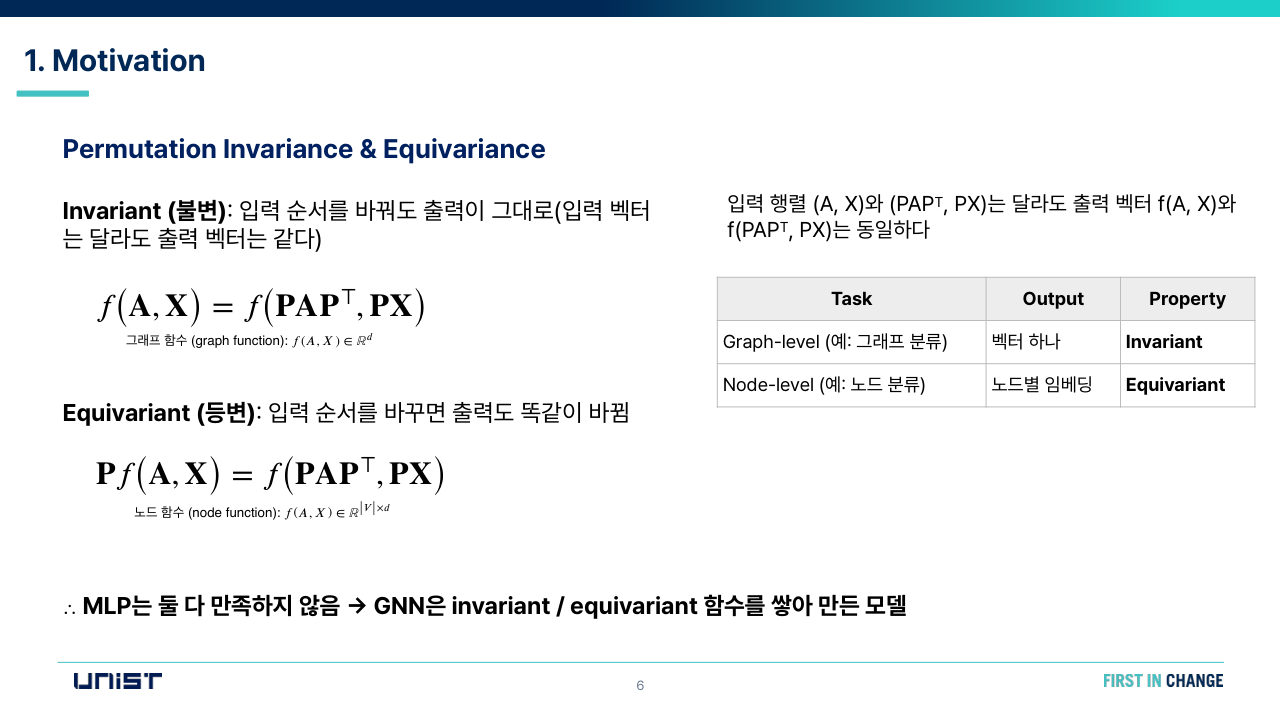 1. Motivation
Permutation Invariance & Equivariance
Invariant (불변): 입력 순서를 바꿔도 출력이 그대로(입력 벡터
는 달라도 출력 벡터는 같다)
f(A, X) = f(PAP⊤, PX)
그래프 함수 (graph function): f(A, X) ∈ ℝᵈ
Equivariant (등변): 입력 순서를 바꾸면 출력도 똑같이 바뀜
Pf(A, X) = f(PAP⊤, PX)
노드 함수 (node function): f(A, X) ∈ ℝ^|V|×d
입력 행렬 (A, X)와 (PAPᵀ, PX)는 달라도 출력 벡터 f(A, X)와
f(PAPᵀ, PX)는 동일하다
Task Output Property
Graph-level (예: 그래프 분류) 벡터 하나 Invariant
Node-level (예: 노드 분류) 노드별 임베딩 Equivariant
∴ MLP는 둘 다 만족하지 않음 → GNN은 invariant / equivariant 함수를 쌓아 만든 모델
UNIST
6
FIRST IN CHANGE